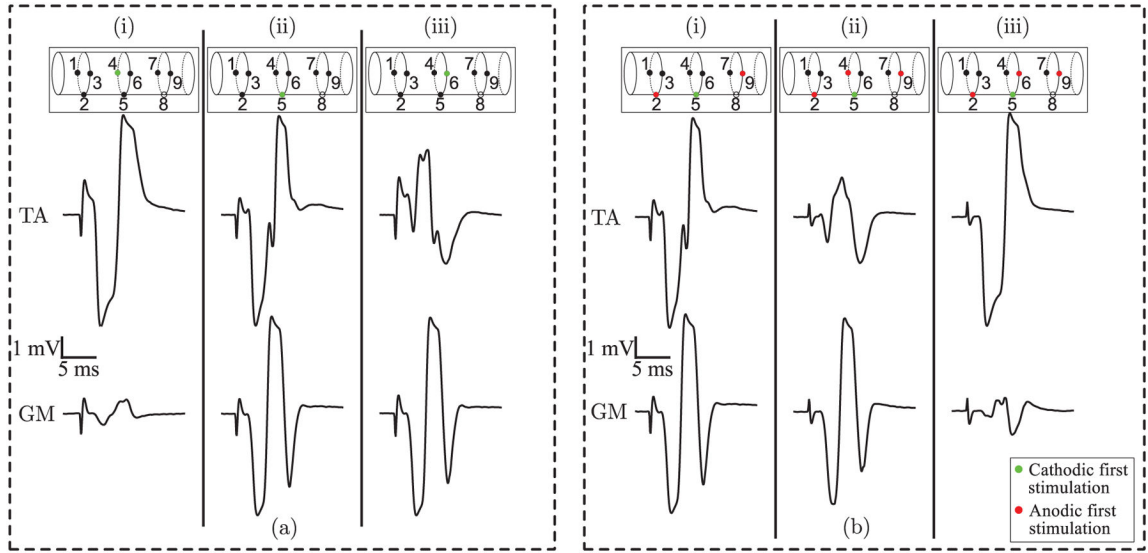 (i) (ii) (iii)
1 4 7
3 6 9
2 5 8
1 4 7
3 6 9
2 5 8
1 4 7
3 6 9
2 5 8
TA
1 mV
5 ms
GM
(a)
(i) (ii) (iii)
1 4 7
3 6 9
2 5 8
1 4 7
3 6 9
2 5 8
1 4 7
3 6 9
2 5 8
TA
1 mV
5 ms
GM
(b)
Cathodic first
stimulation
Anodic first
stimulation